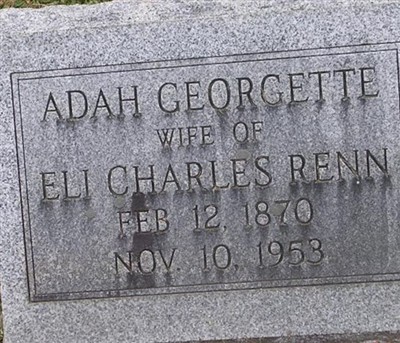 ADAH GEORGETTE
WIFE OF
ELI CHARLES RENN
FEB 12, 1870
NOV. 10, 1953